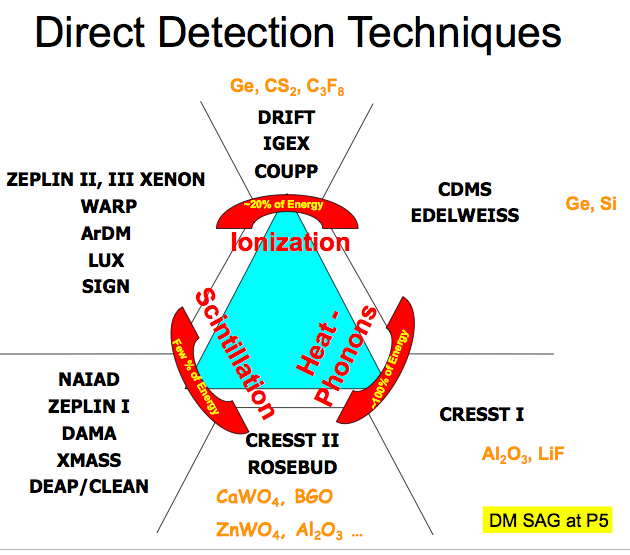 Direct Detection Techniques
Ge, CS₂, C₃F₈
DRIFT
IGEX
COUPP
ZEPLIN II, III XENON
WARP
ArDM
LUX
SIGN
CDMS
EDELWEISS
Ge, Si
~20% of Energy
Ionization
Scintillation
Few % of Energy
Heat -
Phonons
~100% of Energy
NAIAD
ZEPLIN I
DAMA
XMASS
DEAP/CLEAN
CRESST II
ROSEBUD
CaWO₄, BGO
ZnWO₄, Al₂O₃ ...
CRESST I
Al₂O₃, LiF
DM SAG at P5